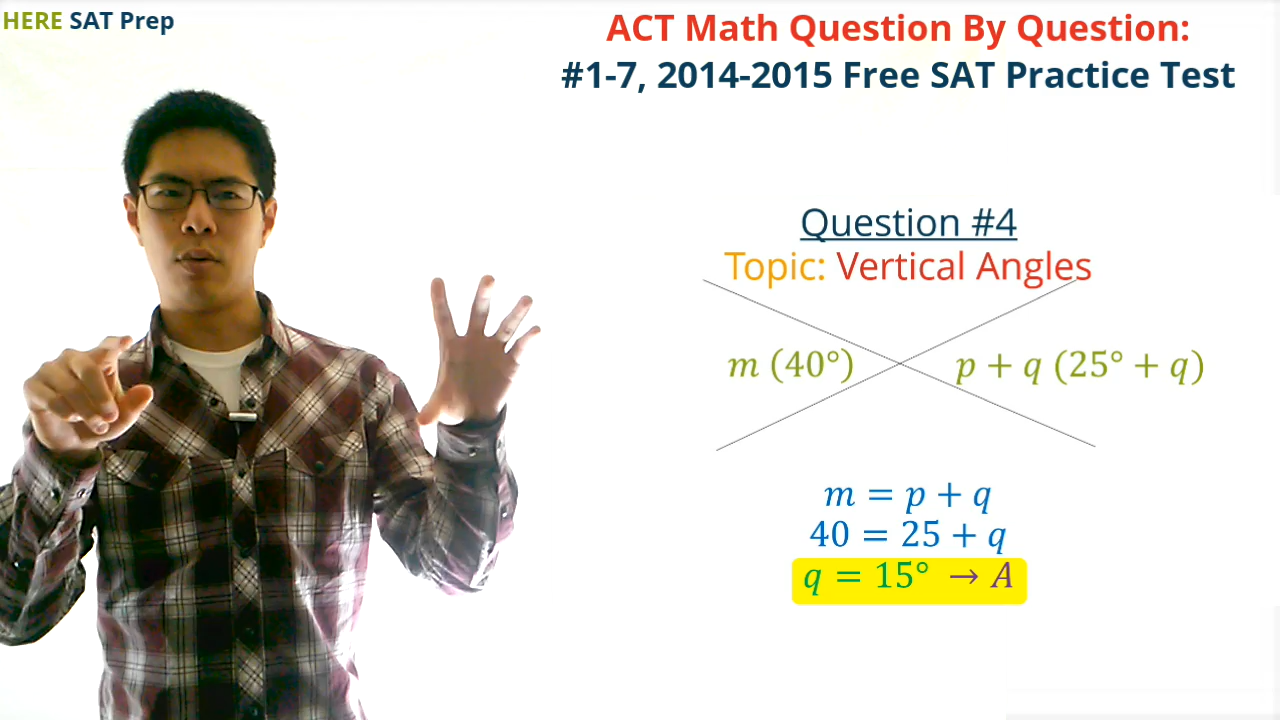 HERE SAT Prep
ACT Math Question By Question:
#1-7, 2014-2015 Free SAT Practice Test
Question #4
Topic: Vertical Angles
m (40°)
p + q (25° + q)
m = p + q
40 = 25 + q
q = 15° → A